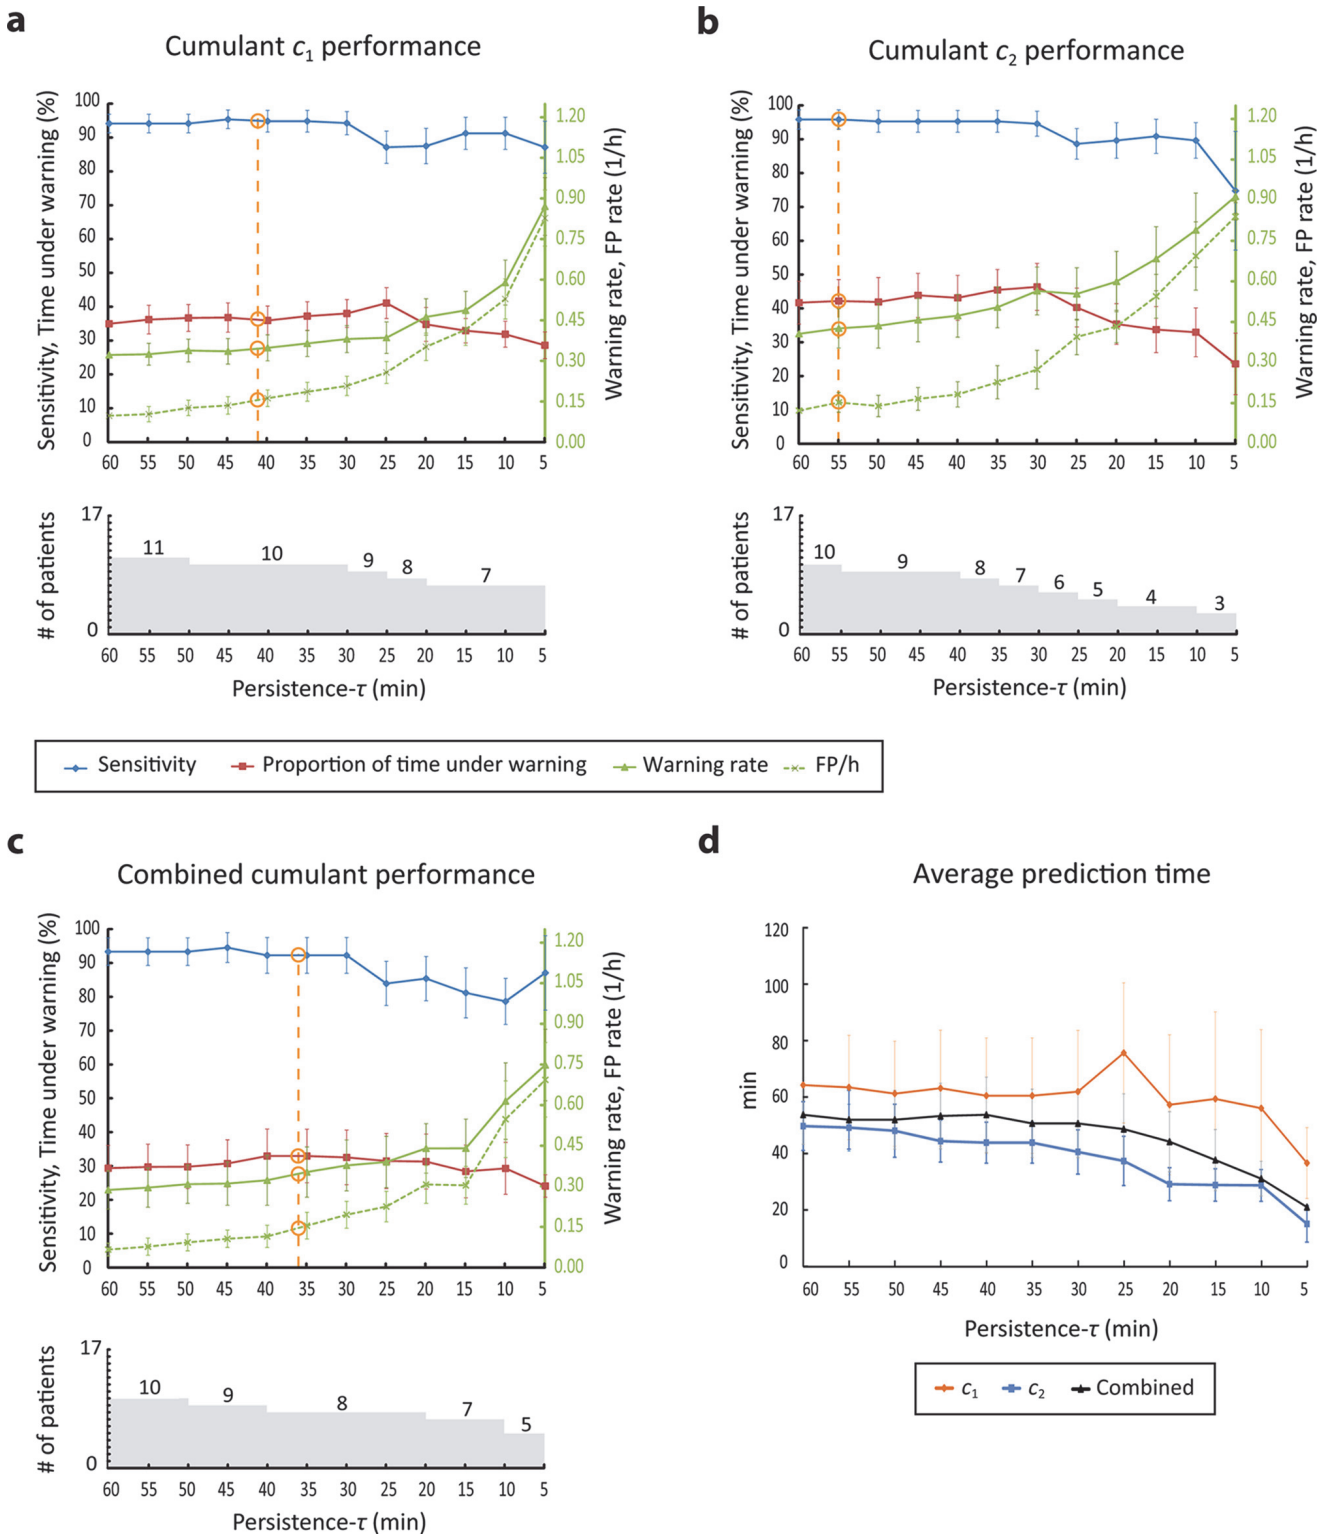 a
Cumulant c1 performance
Sensitivity, Time under warning (%)
100
90
80
70
60
50
40
30
20
10
0
1.20
1.05
0.90
0.75
0.60
0.45
0.30
0.15
0.00
Warning rate, FP rate (1/h)
60 55 50 45 40 35 30 25 20 15 10 5
# of patients
17
0
11 10 9 8 7
60 55 50 45 40 35 30 25 20 15 10 5
Persistence-τ (min)
b
Cumulant c2 performance
Sensitivity, Time under warning (%)
100
90
80
70
60
50
40
30
20
10
0
1.20
1.05
0.90
0.75
0.60
0.45
0.30
0.15
0.00
Warning rate, FP rate (1/h)
60 55 50 45 40 35 30 25 20 15 10 5
# of patients
17
0
10 9 8 7 6 5 4 3
60 55 50 45 40 35 30 25 20 15 10 5
Persistence-τ (min)
Sensitivity Proportion of time under warning Warning rate FP/h
c
Combined cumulant performance
Sensitivity, Time under warning (%)
100
90
80
70
60
50
40
30
20
10
0
1.20
1.05
0.90
0.75
0.60
0.45
0.30
0.15
0.00
Warning rate, FP rate (1/h)
60 55 50 45 40 35 30 25 20 15 10 5
# of patients
17
0
10 9 8 7 5
60 55 50 45 40 35 30 25 20 15 10 5
Persistence-τ (min)
d
Average prediction time
min
120
100
80
60
40
20
0
60 55 50 45 40 35 30 25 20 15 10 5
Persistence-τ (min)
c1 c2 Combined